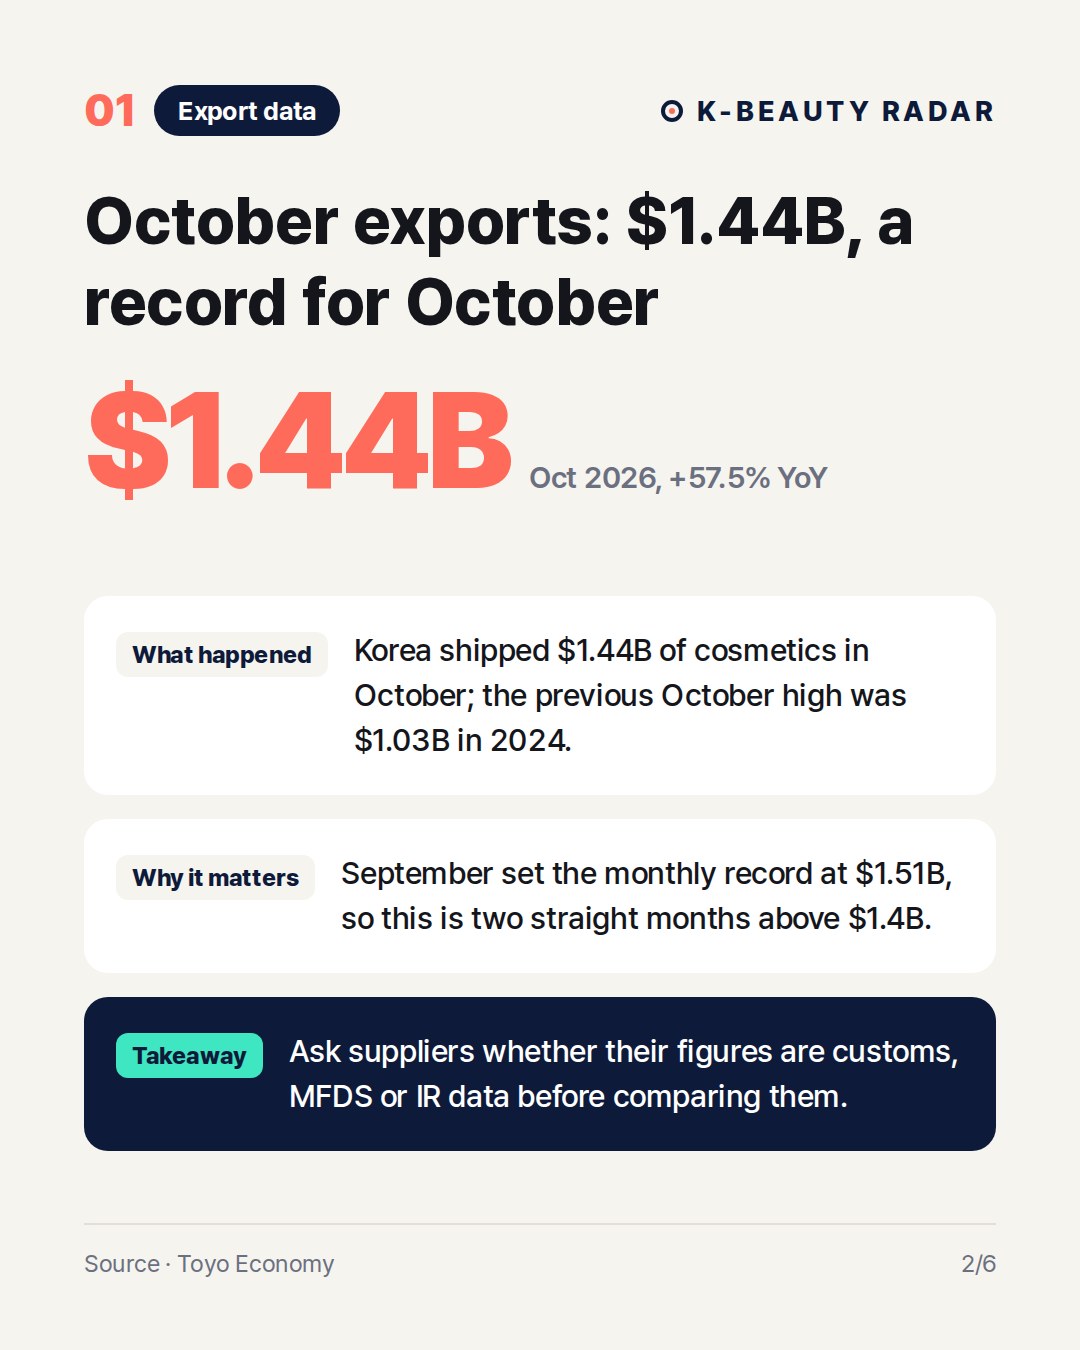 01 Export data
K-BEAUTY RADAR
October exports: $1.44B, a
record for October
$1.44B Oct 2026, +57.5% YoY
What happened
Korea shipped $1.44B of cosmetics in
October; the previous October high was
$1.03B in 2024.
Why it matters
September set the monthly record at $1.51B,
so this is two straight months above $1.4B.
Takeaway
Ask suppliers whether their figures are customs,
MFDS or IR data before comparing them.
Source · Toyo Economy
2/6